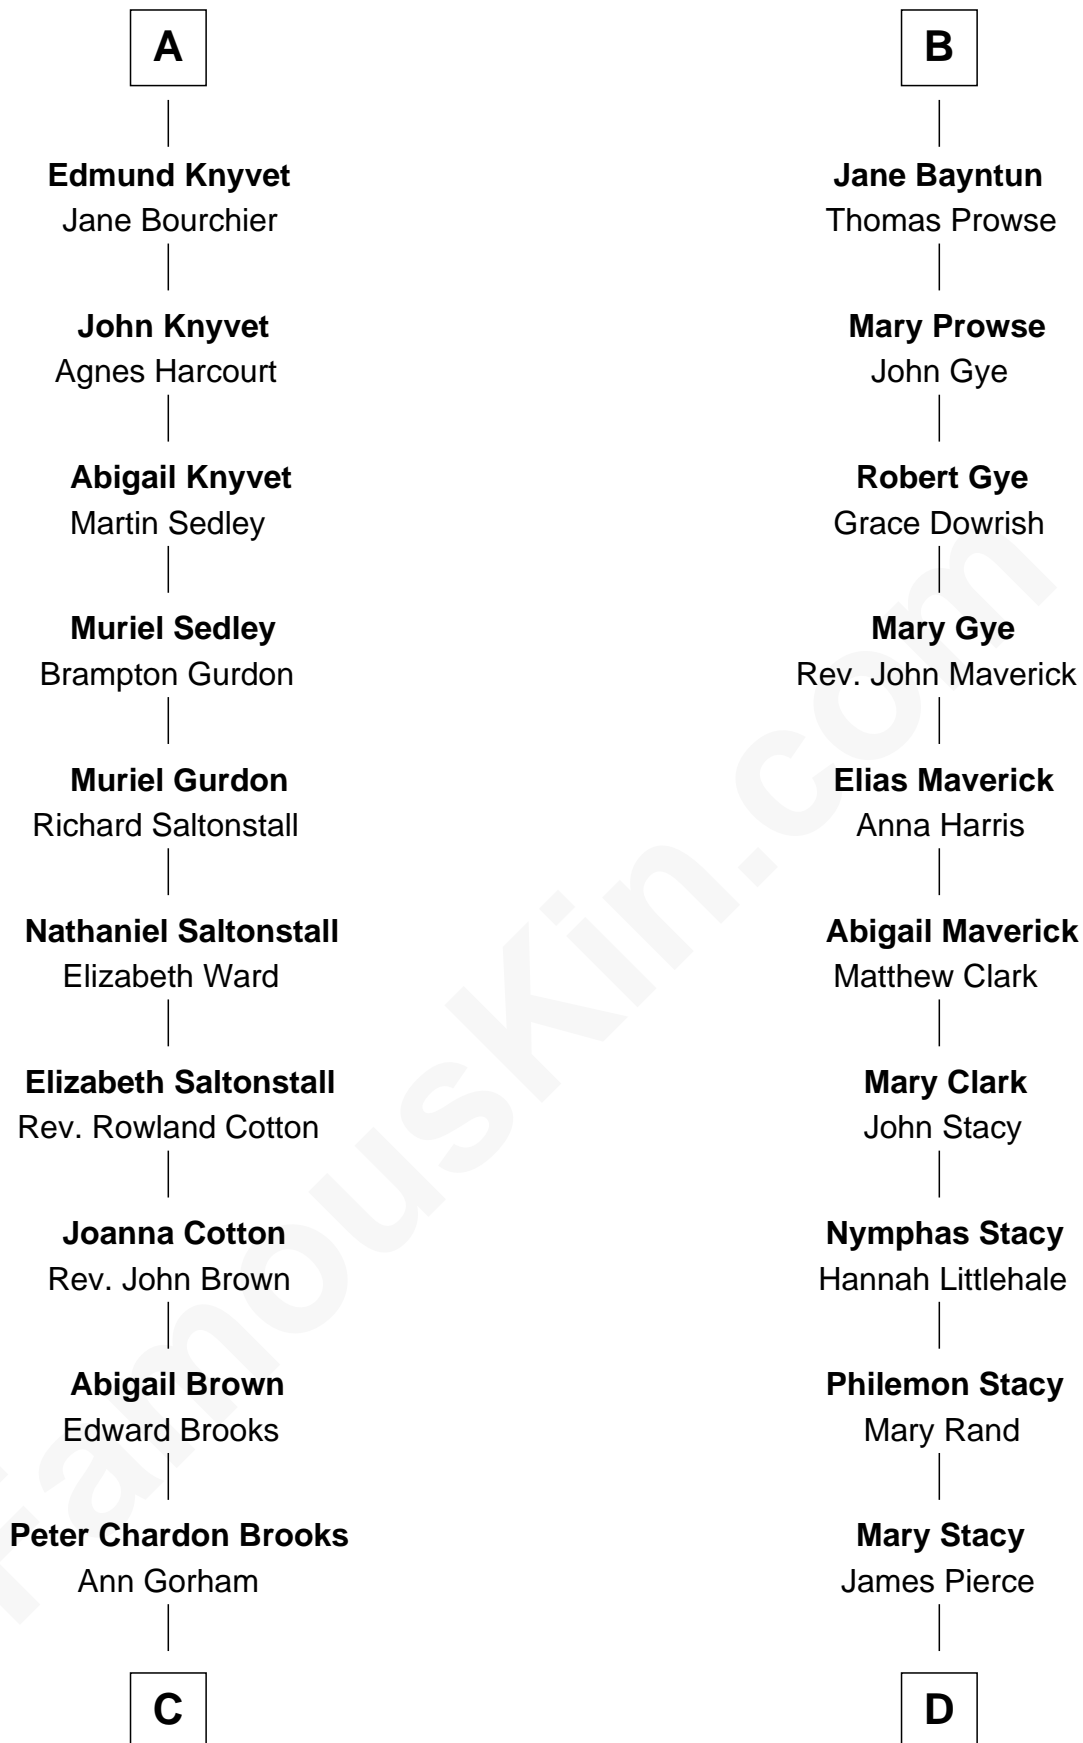 A
Edmund Knyvet
Jane Bourchier
John Knyvet
Agnes Harcourt
Abigail Knyvet
Martin Sedley
Muriel Sedley
Brampton Gurdon
Muriel Gurdon
Richard Saltonstall
Nathaniel Saltonstall
Elizabeth Ward
Elizabeth Saltonstall
Rev. Rowland Cotton
Joanna Cotton
Rev. John Brown
Abigail Brown
Edward Brooks
Peter Chardon Brooks
Ann Gorham
C
B
Jane Bayntun
Thomas Prowse
Mary Prowse
John Gye
Robert Gye
Grace Dowrish
Mary Gye
Rev. John Maverick
Elias Maverick
Anna Harris
Abigail Maverick
Matthew Clark
Mary Clark
John Stacy
Nymphas Stacy
Hannah Littlehale
Philemon Stacy
Mary Rand
Mary Stacy
James Pierce
D
FamousKin.com